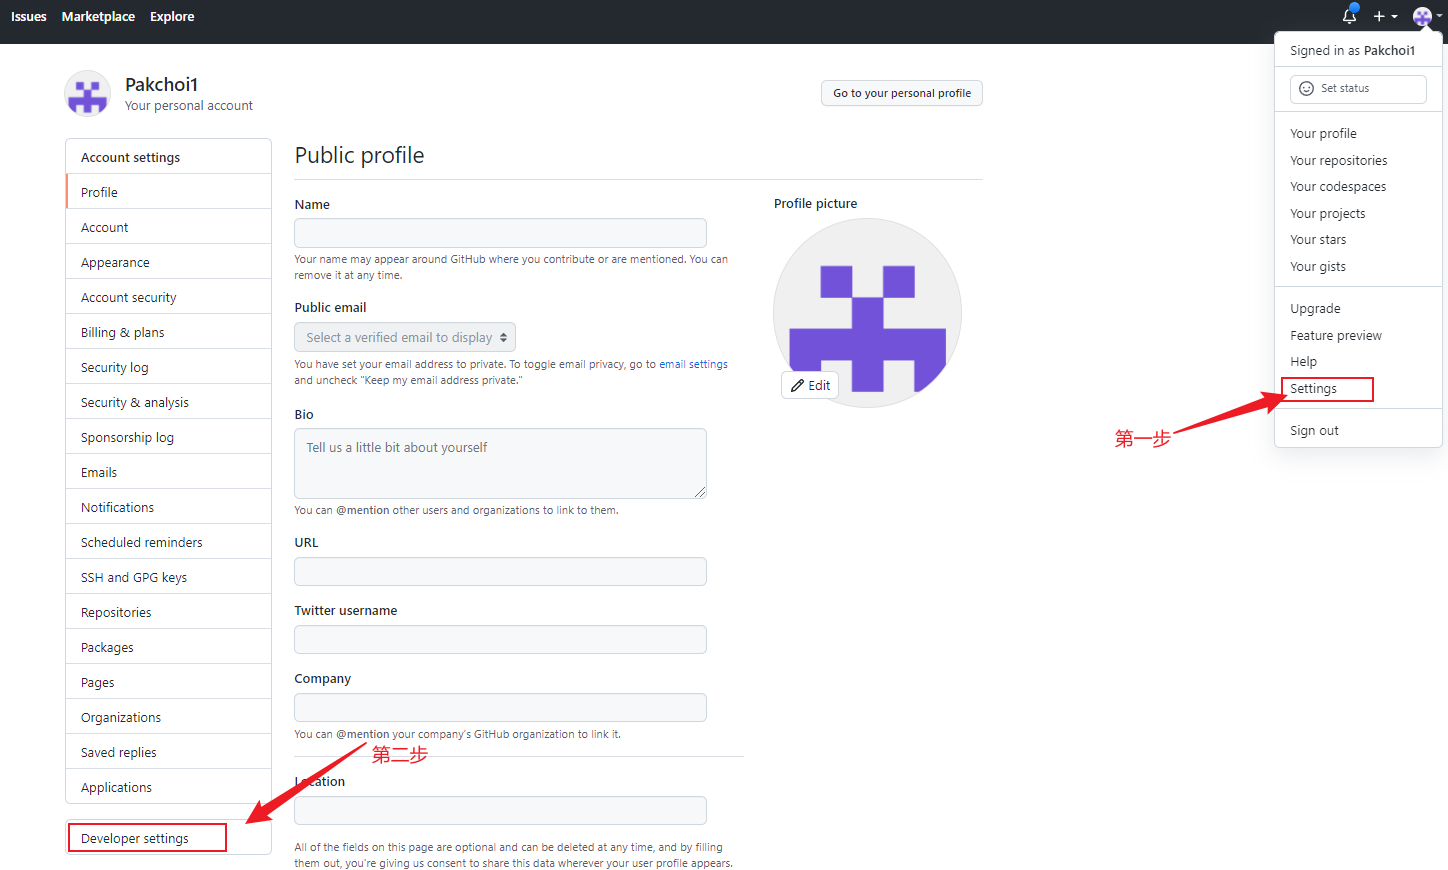 Issues Marketplace Explore
Signed in as Pakchoi1
Set status
Your profile
Your repositories
Your codespaces
Your projects
Your stars
Your gists
Upgrade
Feature preview
Help
Settings
Sign out
第一步
Pakchoi1
Your personal account
Go to your personal profile
Account settings
Profile
Account
Appearance
Account security
Billing & plans
Security log
Security & analysis
Sponsorship log
Emails
Notifications
Scheduled reminders
SSH and GPG keys
Repositories
Packages
Pages
Organizations
Saved replies
Applications
Developer settings
第二步
Public profile
Name
Your name may appear around GitHub where you contribute or are mentioned. You can
remove it at any time.
Public email
Select a verified email to display
You have set your email address to private. To toggle email privacy, go to email settings
and uncheck "Keep my email address private."
Bio
Tell us a little bit about yourself
You can @mention other users and organizations to link to them.
URL
Twitter username
Company
You can @mention your company's GitHub organization to link it.
Location
All of the fields on this page are optional and can be deleted at any time, and by filling
them out, you're giving us consent to share this data wherever your user profile appears.
Profile picture
Edit